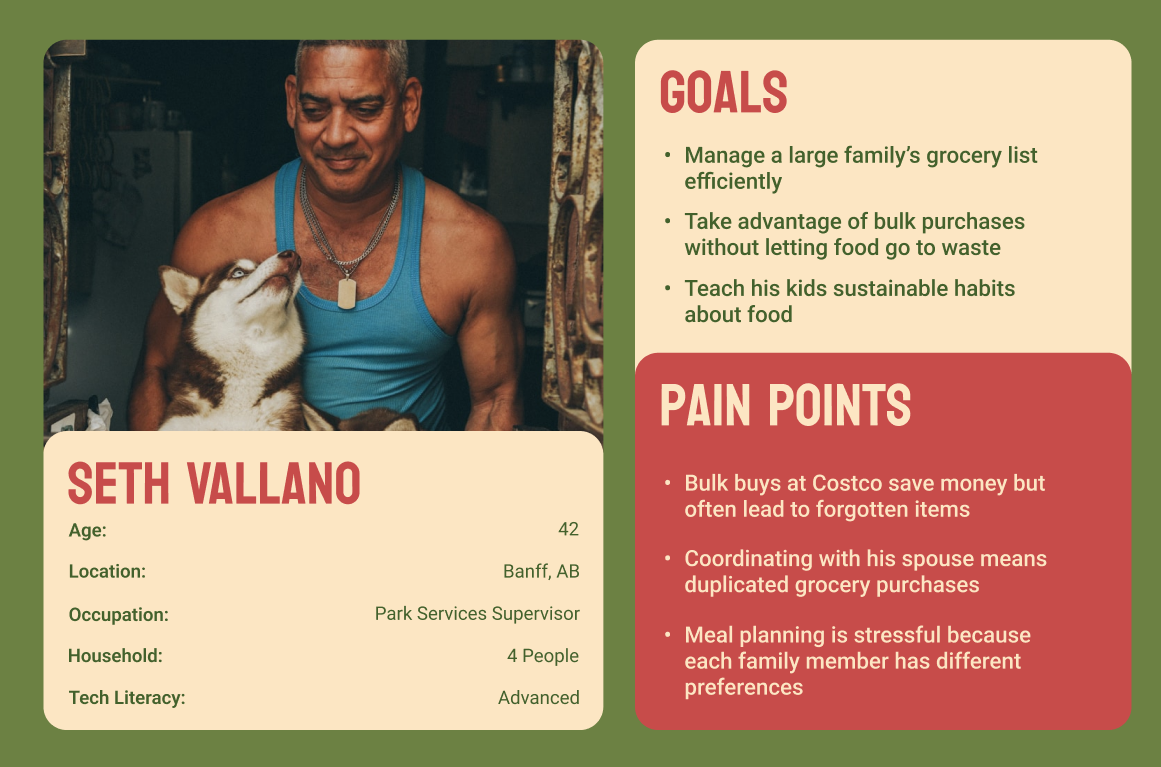 SETH VALLANO
Age: 42
Location: Banff, AB
Occupation: Park Services Supervisor
Household: 4 People
Tech Literacy: Advanced
GOALS
• Manage a large family’s grocery list
efficiently
• Take advantage of bulk purchases
without letting food go to waste
• Teach his kids sustainable habits
about food
PAIN POINTS
• Bulk buys at Costco save money but
often lead to forgotten items
• Coordinating with his spouse means
duplicated grocery purchases
• Meal planning is stressful because
each family member has different
preferences